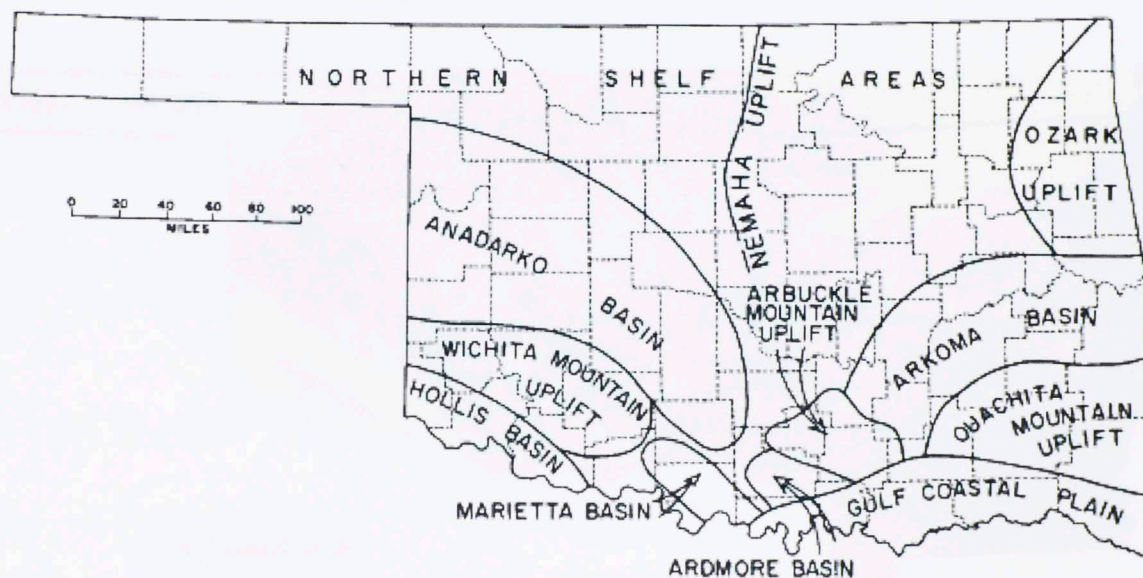 NORTHERN SHELF AREAS
NEMAHA UPLIFT
OZARK
UPLIFT
0 20 40 60 80 100
MILES
ANADARKO
BASIN
ARBUCKLE
MOUNTAIN
UPLIFT
ARKOMA BASIN
WICHITA MOUNTAIN
UPLIFT
HOLLIS BASIN
OUACHITA
MOUNTAIN
UPLIFT
MARIETTA BASIN
GULF COASTAL PLAIN
ARDMORE BASIN